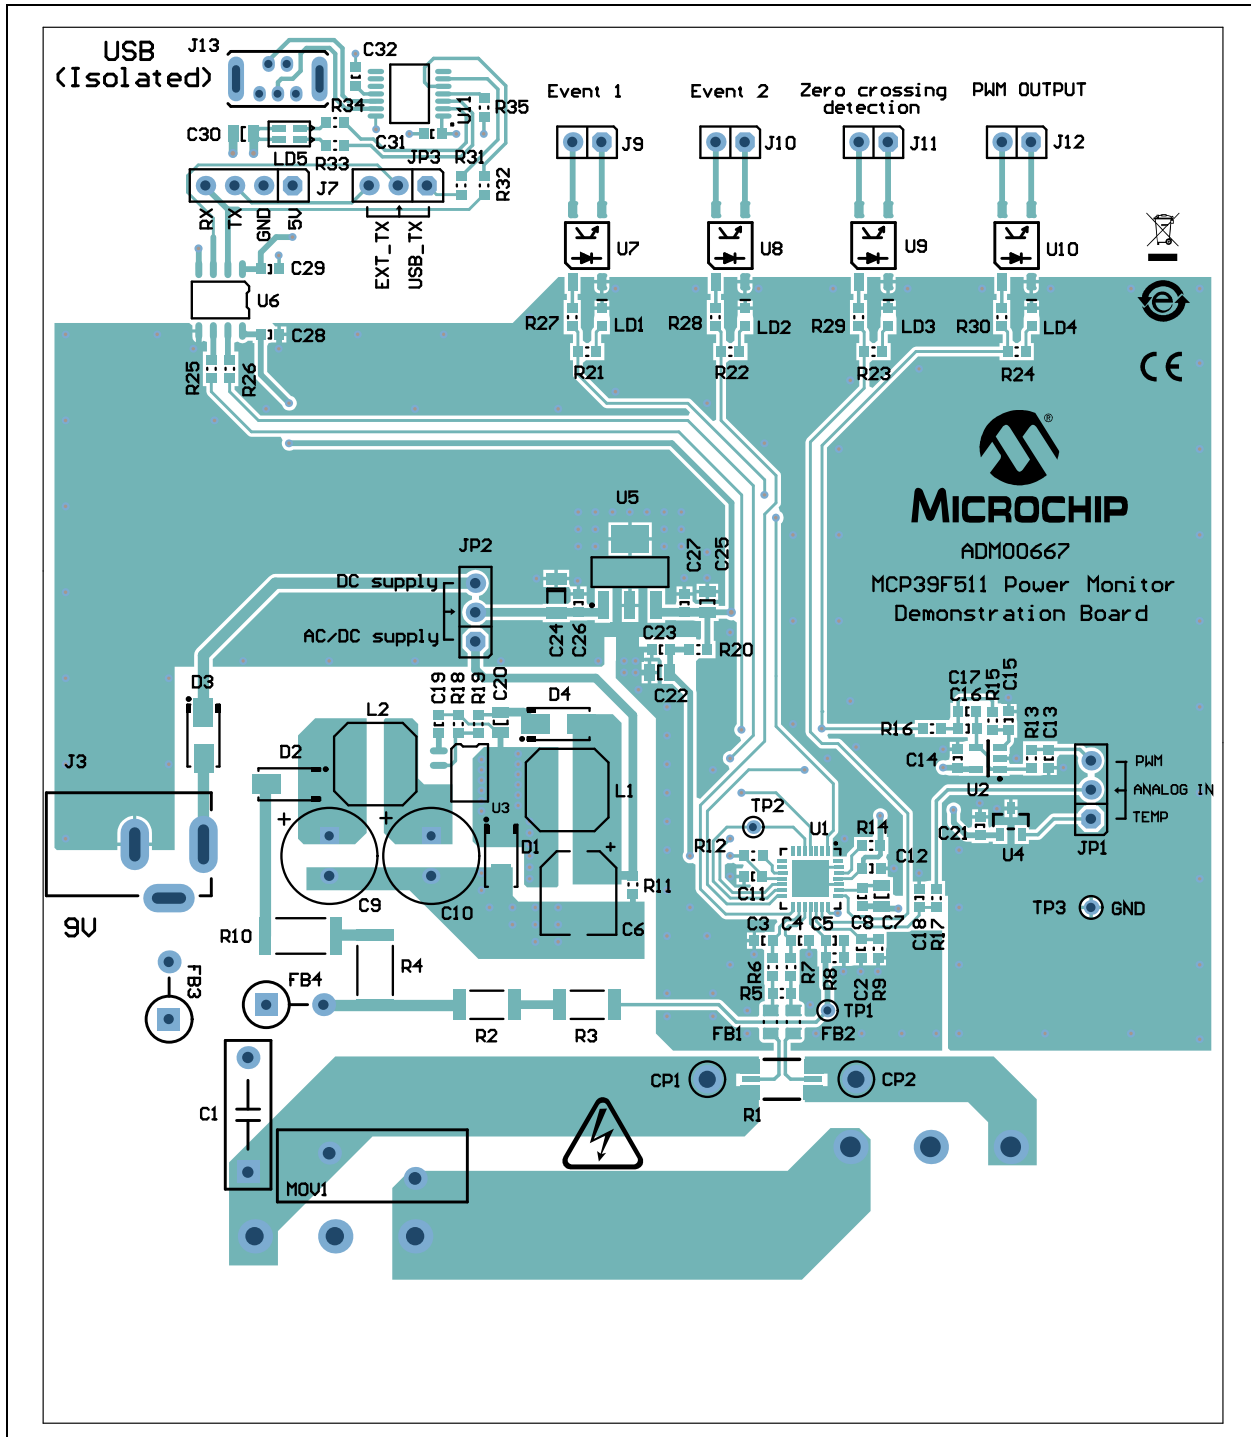 USB
(Isolated)
J13
C32
U11
R35
R34
C30
C31
LD5
R33
R31
JP3
R32
J7
RX
TX
GND
5V
EXT_TX
USB_TX
Event 1
Event 2
Zero crossing
detection
PWM OUTPUT
J9
J10
J11
J12
U7
U8
U9
U10
C29
U6
C28
R25
R26
R27
LD1
R28
LD2
R29
LD3
R30
LD4
R21
R22
R23
R24
e
CE
®
MICROCHIP
ADM00667
MCP39F511 Power Monitor
Demonstration Board
U5
JP2
DC supply
AC/DC supply
C27
C25
C24
C26
C23
R20
C22
D3
L2
C19
R18
R19
C20
D4
D2
J3
U3
L1
C17
C16
R15
C15
R16
R13
C13
C14
U2
PWM
ANALOG IN
TEMP
JP1
TP2
U1
R14
R12
C12
C11
C21
U4
+
+
D1
+
R11
C9
C10
C6
9V
R10
R4
C3
C4
C5
C8
C7
C18
R17
TP3
GND
R6
R7
R8
C2
R9
R5
TP1
FB3
FB4
R2
R3
FB1
FB2
CP1
CP2
R1
C1
MOV1